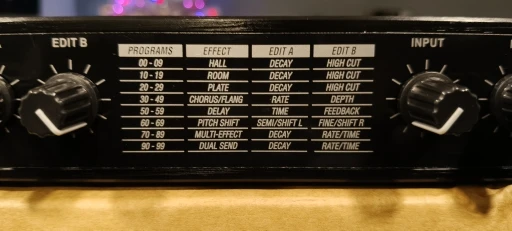 EDIT B
INPUT
PROGRAMS EFFECT EDIT A EDIT B
00 - 09 HALL DECAY HIGH CUT
10 - 19 ROOM DECAY HIGH CUT
20 - 29 PLATE DECAY HIGH CUT
30 - 49 CHORUS/FLANG RATE DEPTH
50 - 59 DELAY TIME FEEDBACK
60 - 69 PITCH SHIFT SEMI/SHIFT L FINE/SHIFT R
70 - 89 MULTI-EFFECT DECAY RATE/TIME
90 - 99 DUAL SEND DECAY RATE/TIME